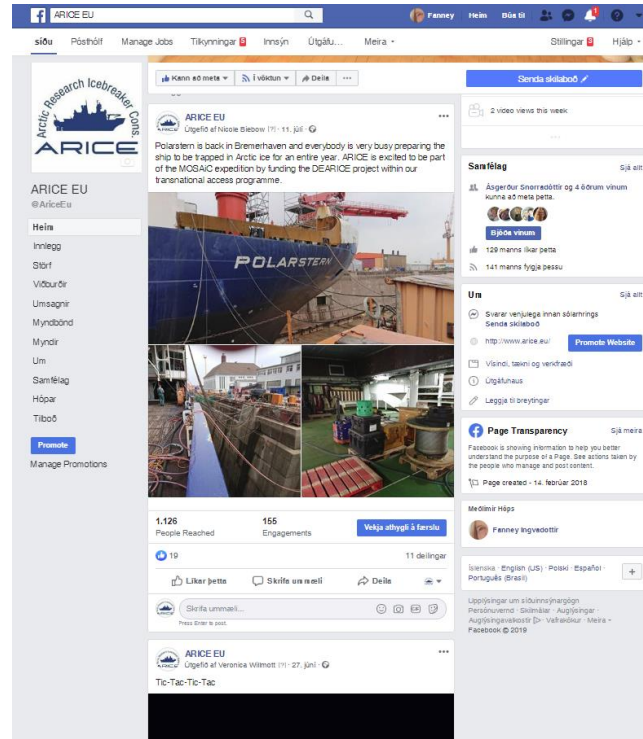 ARICE EU
Fanney
Heim
Búa til
síðu
Pósthólf
Manage Jobs
Tilkynningar 5
Innsýn
Útgáfu...
Meira
Stillingar 2
Hjálp
Arctic Research Icebreaker Cons.
ARICE
ARICE EU
@AriceEu
Heim
Innlegg
Störf
Viðburðir
Umsagnir
Myndbönd
Myndir
Um
Samfélag
Hópar
Tilboð
Promote
Manage Promotions
Kann að meta
Í vöktun
Deila
...
Senda skilaboð
ARICE EU
Útgefið af Nicole Biebow [?] · 11. júní ·
Polarstern is back in Bremerhaven and everybody is very busy preparing the
ship to be trapped in Arctic ice for an entire year. ARICE is excited to be part
of the MOSAiC expedition by funding the DEARICE project within our
transnational access programme.
POLARSTERN
1.126
People Reached
155
Engagements
Vekja athygli á færslu
19
11 deilingar
Líkar þetta
Skrifa ummæli
Deila
Skrifa ummæli...
Press Enter to post.
ARICE EU
Útgefið af Veronica Willmott [?] · 27. júní ·
Tic-Tac-Tic-Tac
2 video views this week
Samfélag
Sjá allt
Ásgerður Snorradóttir og 4 öðrum vinum
kunna að meta þetta.
Bjóða vinum
129 manns líkar þetta
141 manns fylgja þessu
Um
Sjá allt
Svarar venjulega innan sólarhrings
Senda skilaboð
http://www.arice.eu/
Promote Website
Vísindi, tækni og verkfræði
Útgáfuhaus
Leggja til breytingar
Page Transparency
Sjá meira
Facebook is showing information to help you better
understand the purpose of a Page. See actions taken by
the people who manage and post content.
Page created - 14. febrúar 2018
Meðlimir Hóps
Fanney Ingvadóttir
Íslenska · English (US) · Polski · Español ·
Português (Brasil)
Upplýsingar um síðuinnsýnargögn
Persónuvernd · Skilmálar · Auglýsingar ·
Auglýsingavalkostir · Vafrakökur · Meira
Facebook © 2019